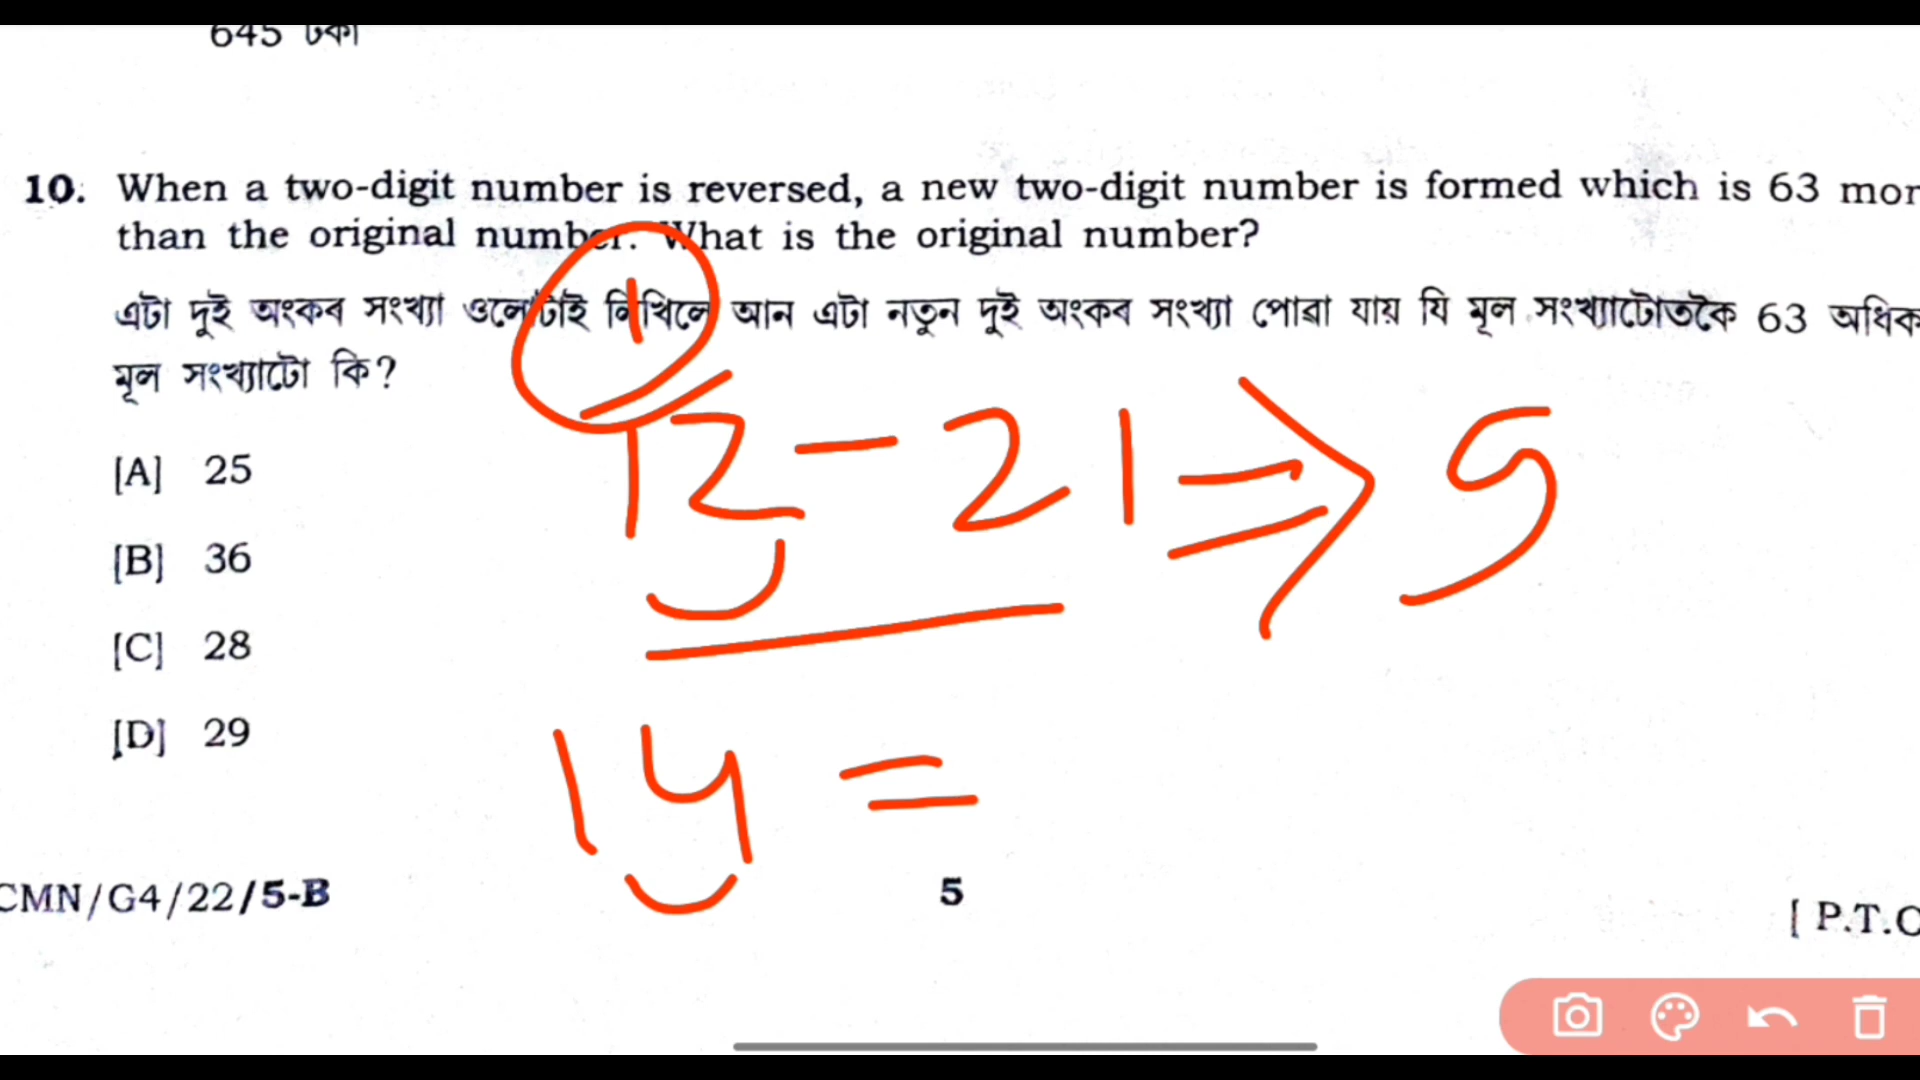 645 টকা
10. When a two-digit number is reversed, a new two-digit number is formed which is 63 mor
than the original number. What is the original number?
এটা দুই অংকৰ সংখ্যা ওলোটাই লিখিলে আন এটা নতুন দুই অংকৰ সংখ্যা পোৱা যায় যি মূল সংখ্যাটোতকৈ 63 অধিক
মূল সংখ্যাটো কি?
1
12 - 21 => 9
[A] 25
[B] 36
[C] 28
[D] 29
14 =
CMN/G4/22/5-B 5 [ P.T.O